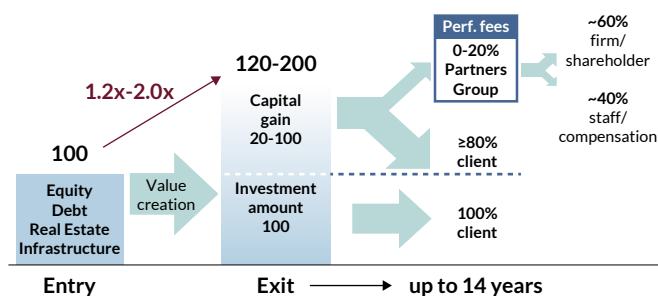 Perf. fees
0-20%
Partners
Group
~60%
firm/
shareholder
~40%
staff/
compensation
120-200
1.2x-2.0x
Capital
gain
20-100
≥80%
client
100
Equity
Debt
Real Estate
Infrastructure
Value
creation
Investment
amount
100
100%
client
Entry
Exit
up to 14 years